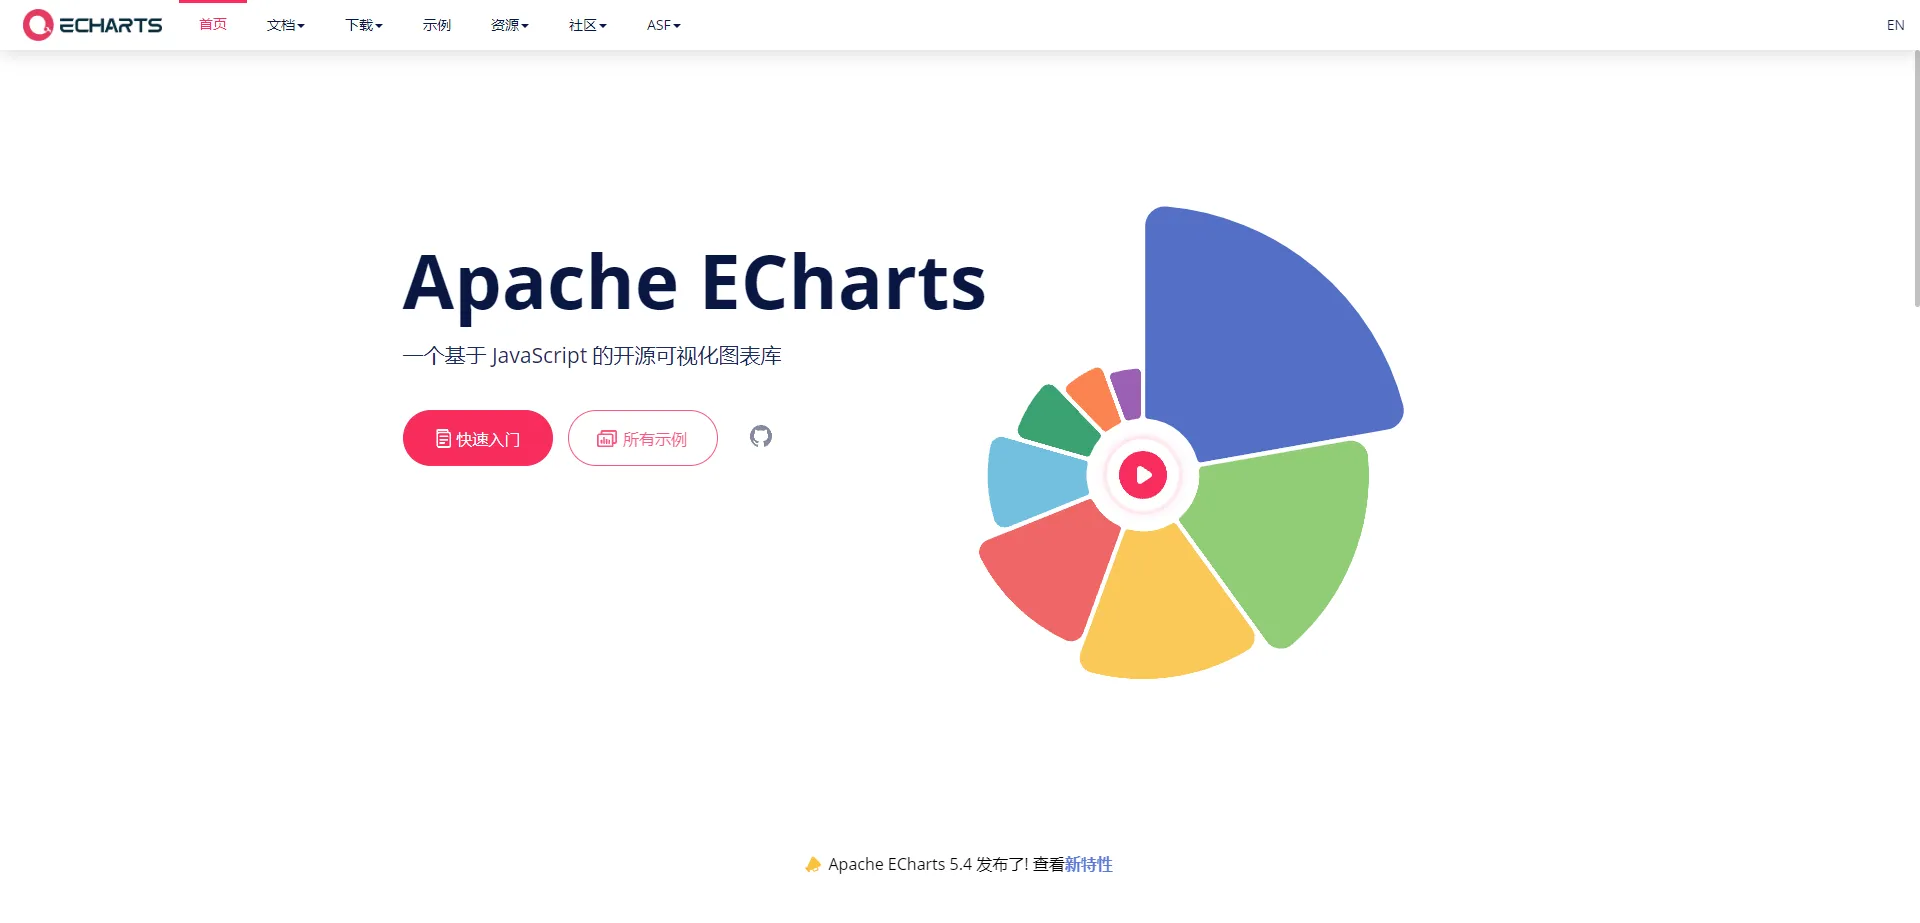 ECHARTS 首页 文档 下载 示例 资源 社区 ASF EN
Apache ECharts
一个基于 JavaScript 的开源可视化图表库
快速入门 所有示例
Apache ECharts 5.4 发布了! 查看新特性